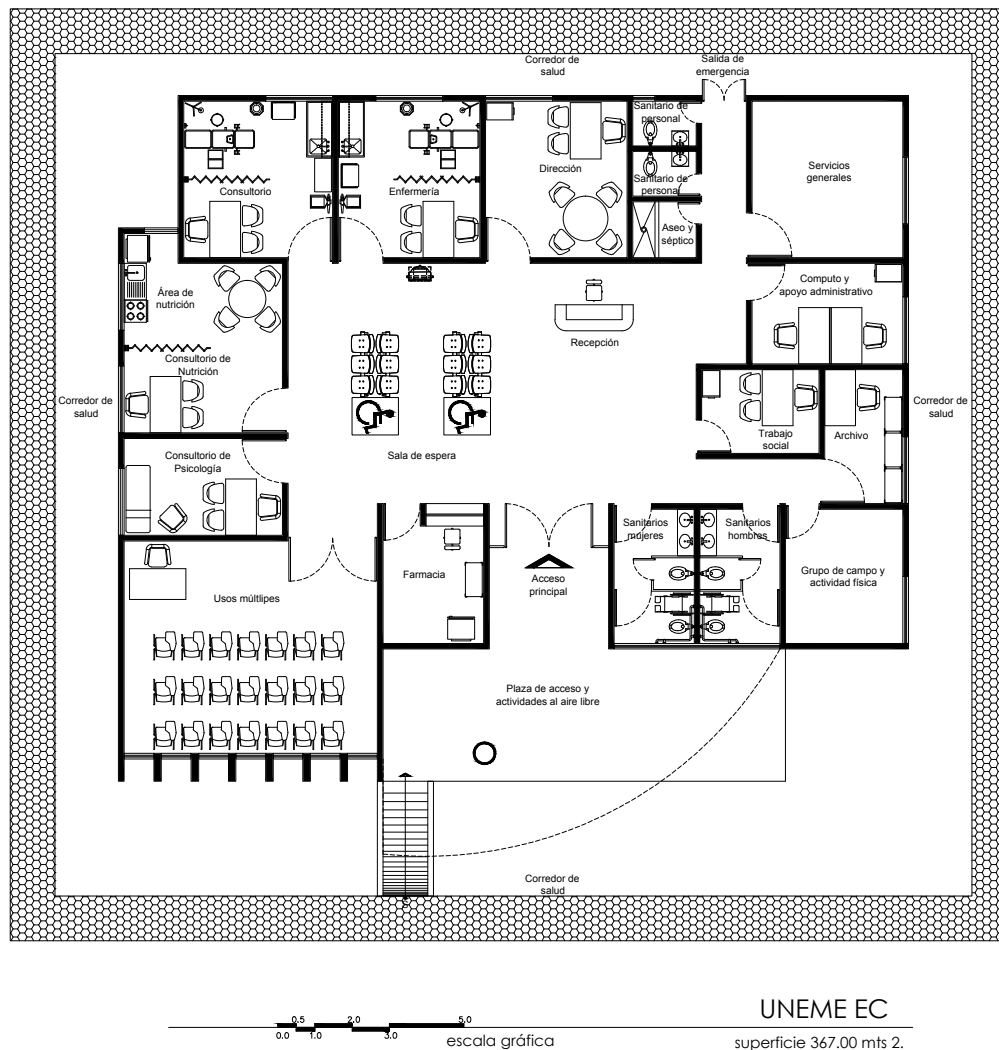 Corredor de
salud
Salida de
emergencia
Sanitario de
personal
Servicios
generales
Consultorio
Enfermería
Dirección
Sanitario de
personal
Aseo y
séptico
Área de
nutrición
Computo y
apoyo administrativo
Recepción
Consultorio de
Nutrición
Corredor de
salud
Corredor de
salud
Trabajo
social
Archivo
Consultorio de
Psicología
Sala de espera
Sanitarios
mujeres
Sanitarios
hombres
Farmacia
Acceso
principal
Grupo de campo y
actividad física
Usos múltlipes
Plaza de acceso y
actividades al aire libre
Corredor de
salud
UNEME EC
0.5 2.0 5.0
0.0 1.0 3.0
escala gráfica
superficie 367.00 mts 2.